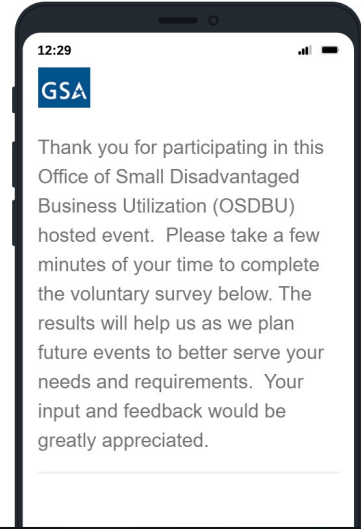 12:29
GSA
Thank you for participating in this
Office of Small Disadvantaged
Business Utilization (OSDBU)
hosted event.  Please take a few
minutes of your time to complete
the voluntary survey below. The
results will help us as we plan
future events to better serve your
needs and requirements.  Your
input and feedback would be
greatly appreciated.